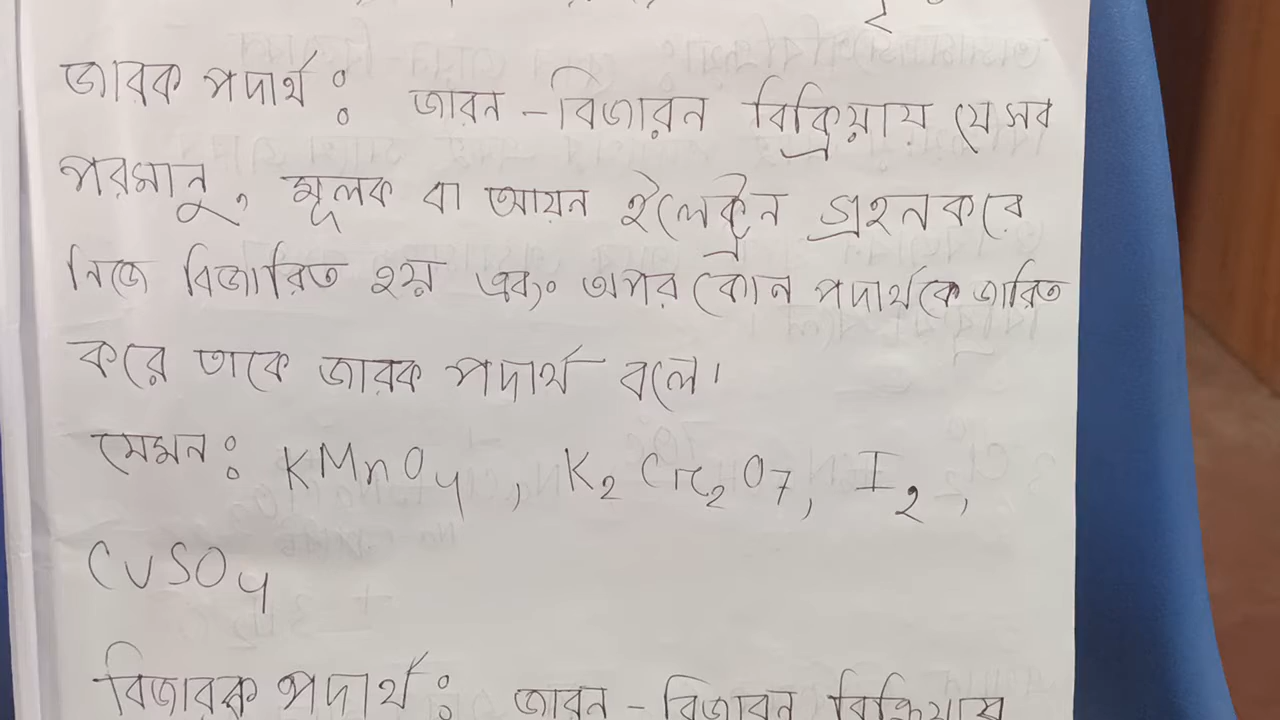 জারক পদার্থ : জারন - বিজারন বিক্রিয়ায় যে সব
পরমানু, মূলক বা আয়ন ইলেক্ট্রন গ্রহন করে
নিজে বিজারিত হয় এবং অপর কোন পদার্থকে জারিত
করে তাকে জারক পদার্থ বলে।
যেমন : KMnO4, K2Cr2O7, I2,
CuSO4
বিজারক পদার্থ : জারন - বিজারন বিক্রিয়ায়